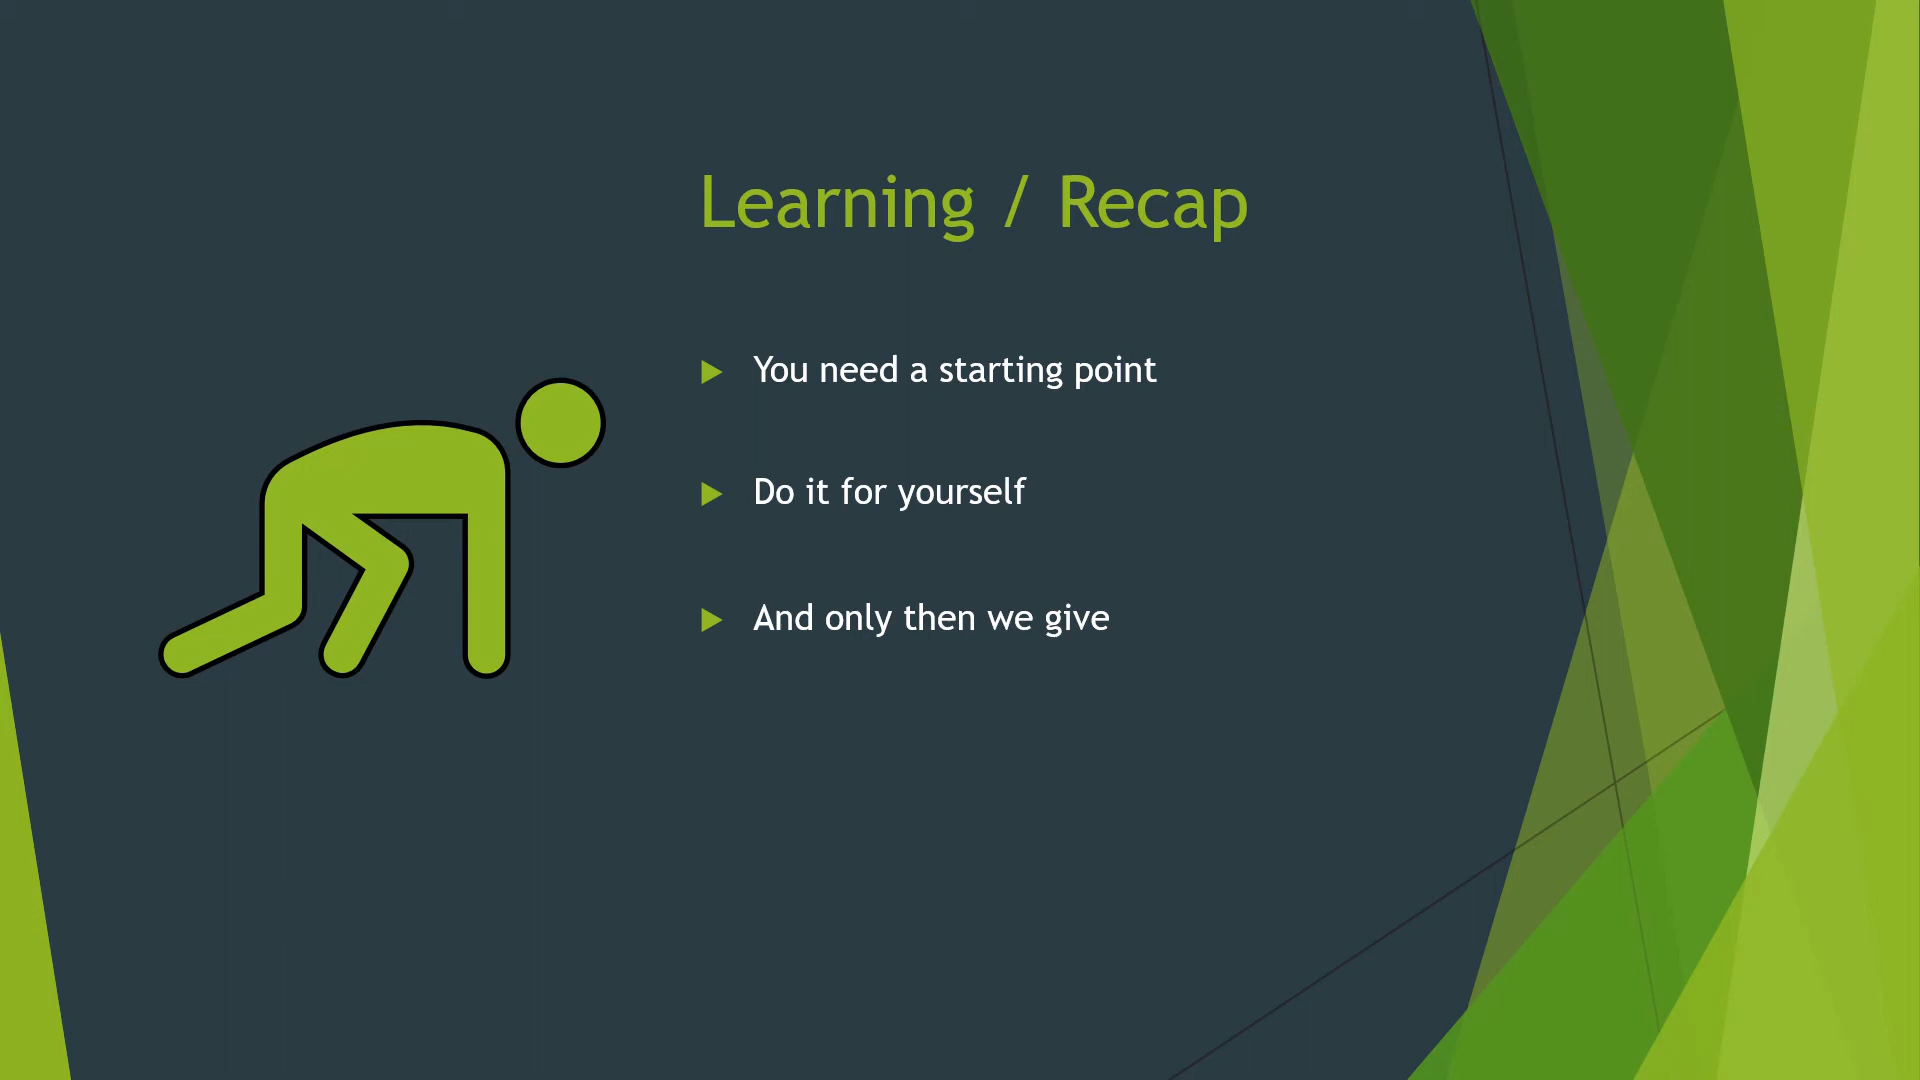 Learning / Recap
You need a starting point
Do it for yourself
And only then we give